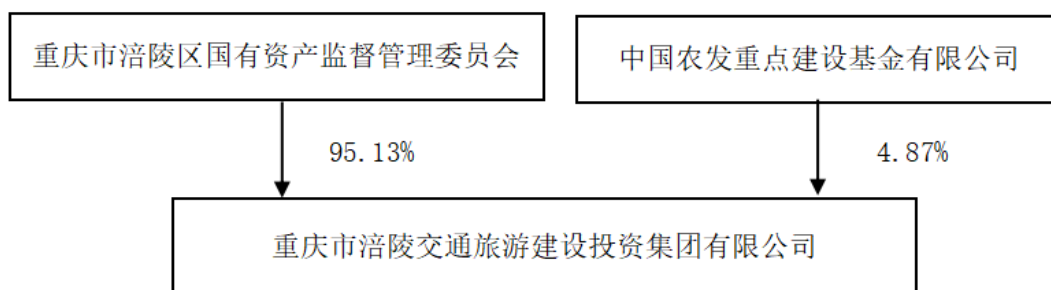 重庆市涪陵区国有资产监督管理委员会
中国农发重点建设基金有限公司
95.13%
4.87%
重庆市涪陵交通旅游建设投资集团有限公司